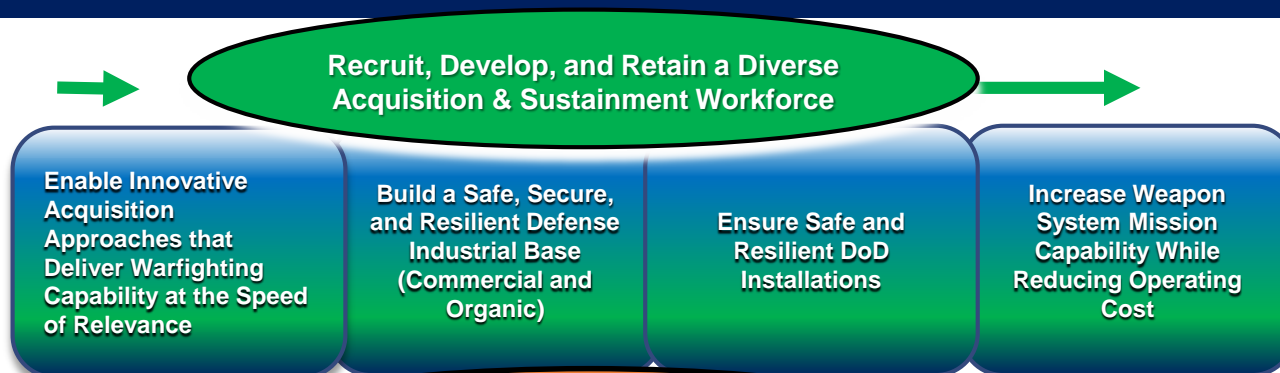 Recruit, Develop, and Retain a Diverse
Acquisition & Sustainment Workforce
Enable Innovative
Acquisition
Approaches that
Deliver Warfighting
Capability at the Speed
of Relevance
Build a Safe, Secure,
and Resilient Defense
Industrial Base
(Commercial and
Organic)
Ensure Safe and
Resilient DoD
Installations
Increase Weapon
System Mission
Capability While
Reducing Operating
Cost